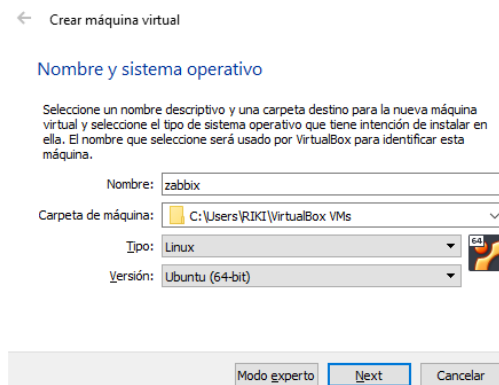 Crear máquina virtual
Nombre y sistema operativo
Seleccione un nombre descriptivo y una carpeta destino para la nueva máquina
virtual y seleccione el tipo de sistema operativo que tiene intención de instalar en
ella. El nombre que seleccione será usado por VirtualBox para identificar esta
máquina.
Nombre: zabbix
Carpeta de máquina: C:\Users\RIKI\VirtualBox VMs
Tipo: Linux
64
Versión: Ubuntu (64-bit)
Modo experto Next Cancelar